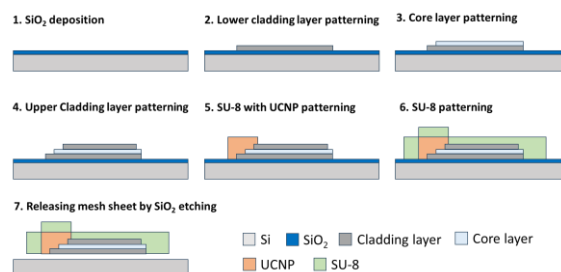 1. SiO2 deposition
2. Lower cladding layer patterning
3. Core layer patterning
4. Upper Cladding layer patterning
5. SU-8 with UCNP patterning
6. SU-8 patterning
7. Releasing mesh sheet by SiO2 etching
Si SiO2 Cladding layer Core layer
UCNP SU-8